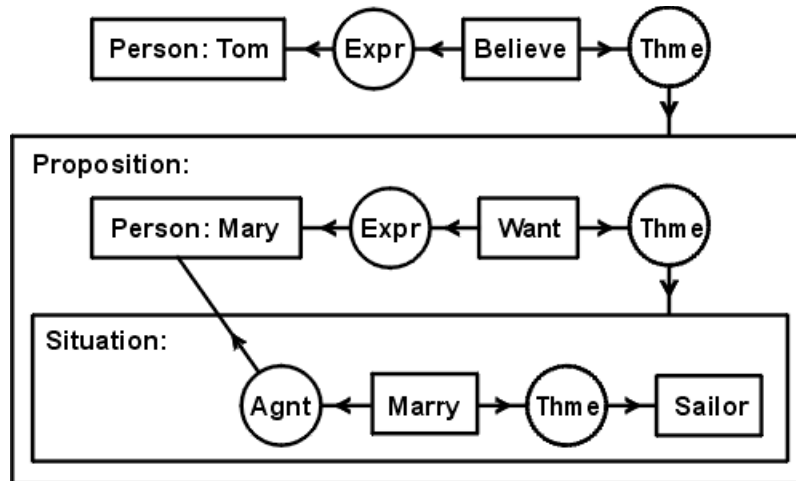 Person: Tom Expr Believe Thme
Proposition:
Person: Mary Expr Want Thme
Situation:
Agnt Marry Thme Sailor